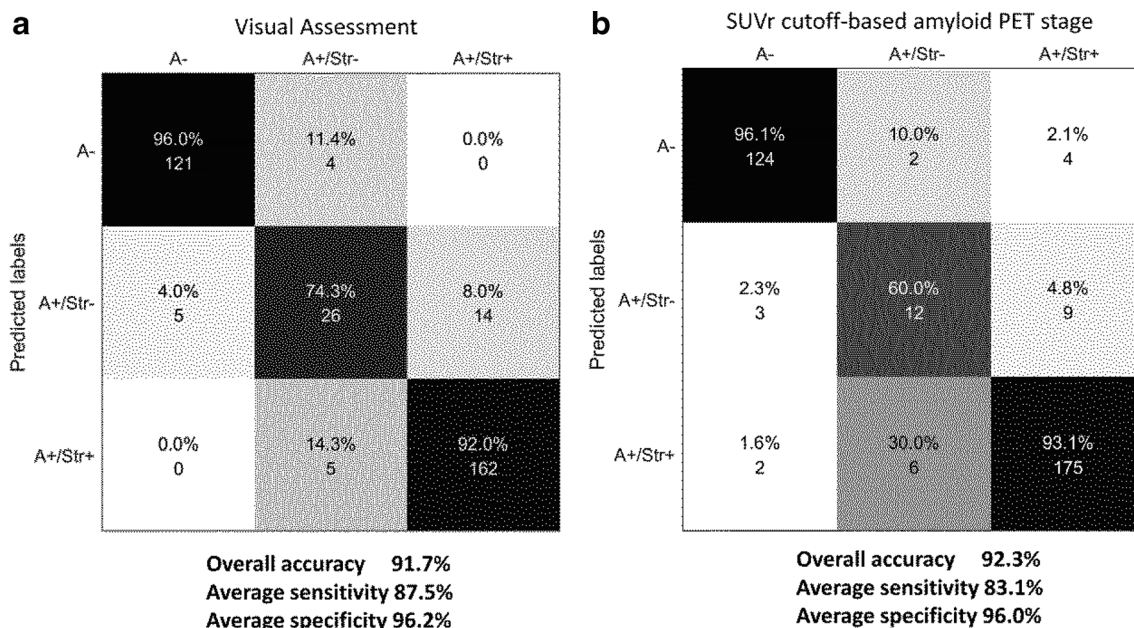 a
Visual Assessment
A- A+/Str- A+/Str+
Predicted labels
A- 96.0% 11.4% 0.0%
121 4 0
A+/Str- 4.0% 74.3% 8.0%
5 26 14
A+/Str+ 0.0% 14.3% 92.0%
0 5 162
Overall accuracy 91.7%
Average sensitivity 87.5%
Average specificity 96.2%
b
SUVr cutoff-based amyloid PET stage
A- A+/Str- A+/Str+
Predicted labels
A- 96.1% 10.0% 2.1%
124 2 4
A+/Str- 2.3% 60.0% 4.8%
3 12 9
A+/Str+ 1.6% 30.0% 93.1%
2 6 175
Overall accuracy 92.3%
Average sensitivity 83.1%
Average specificity 96.0%